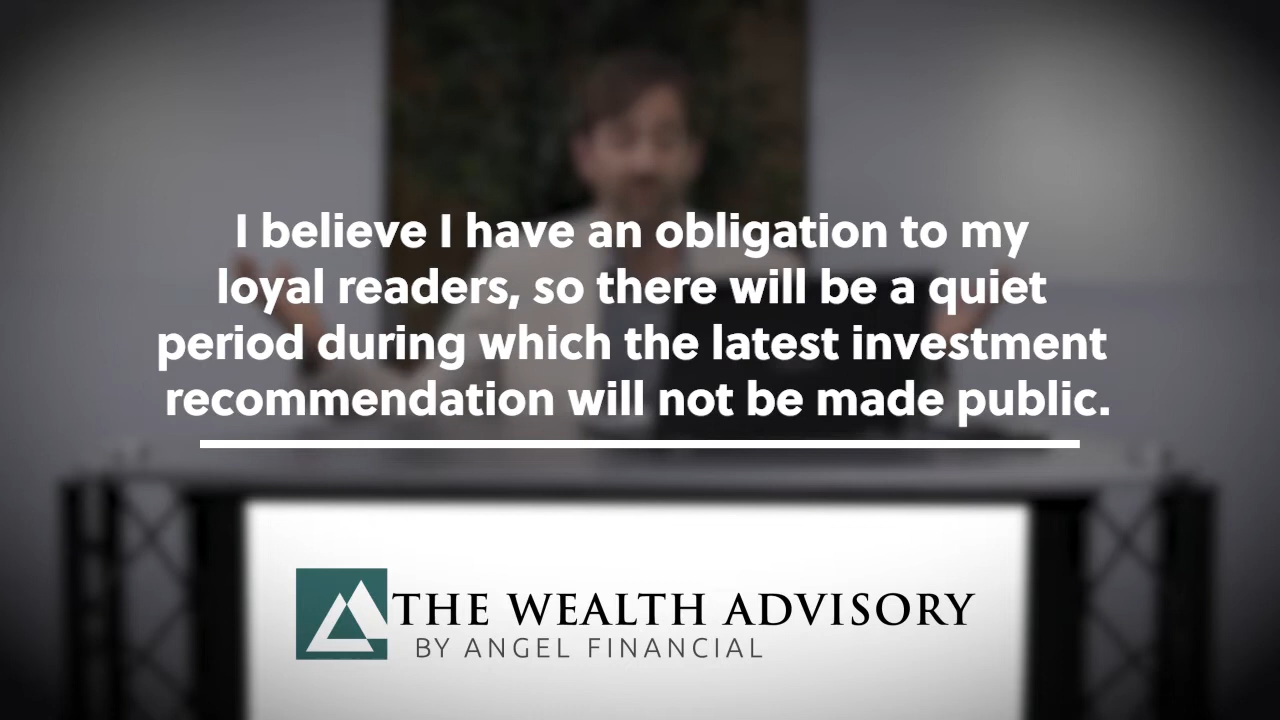 I believe I have an obligation to my
loyal readers, so there will be a quiet
period during which the latest investment
recommendation will not be made public.
THE WEALTH ADVISORY
BY ANGEL FINANCIAL